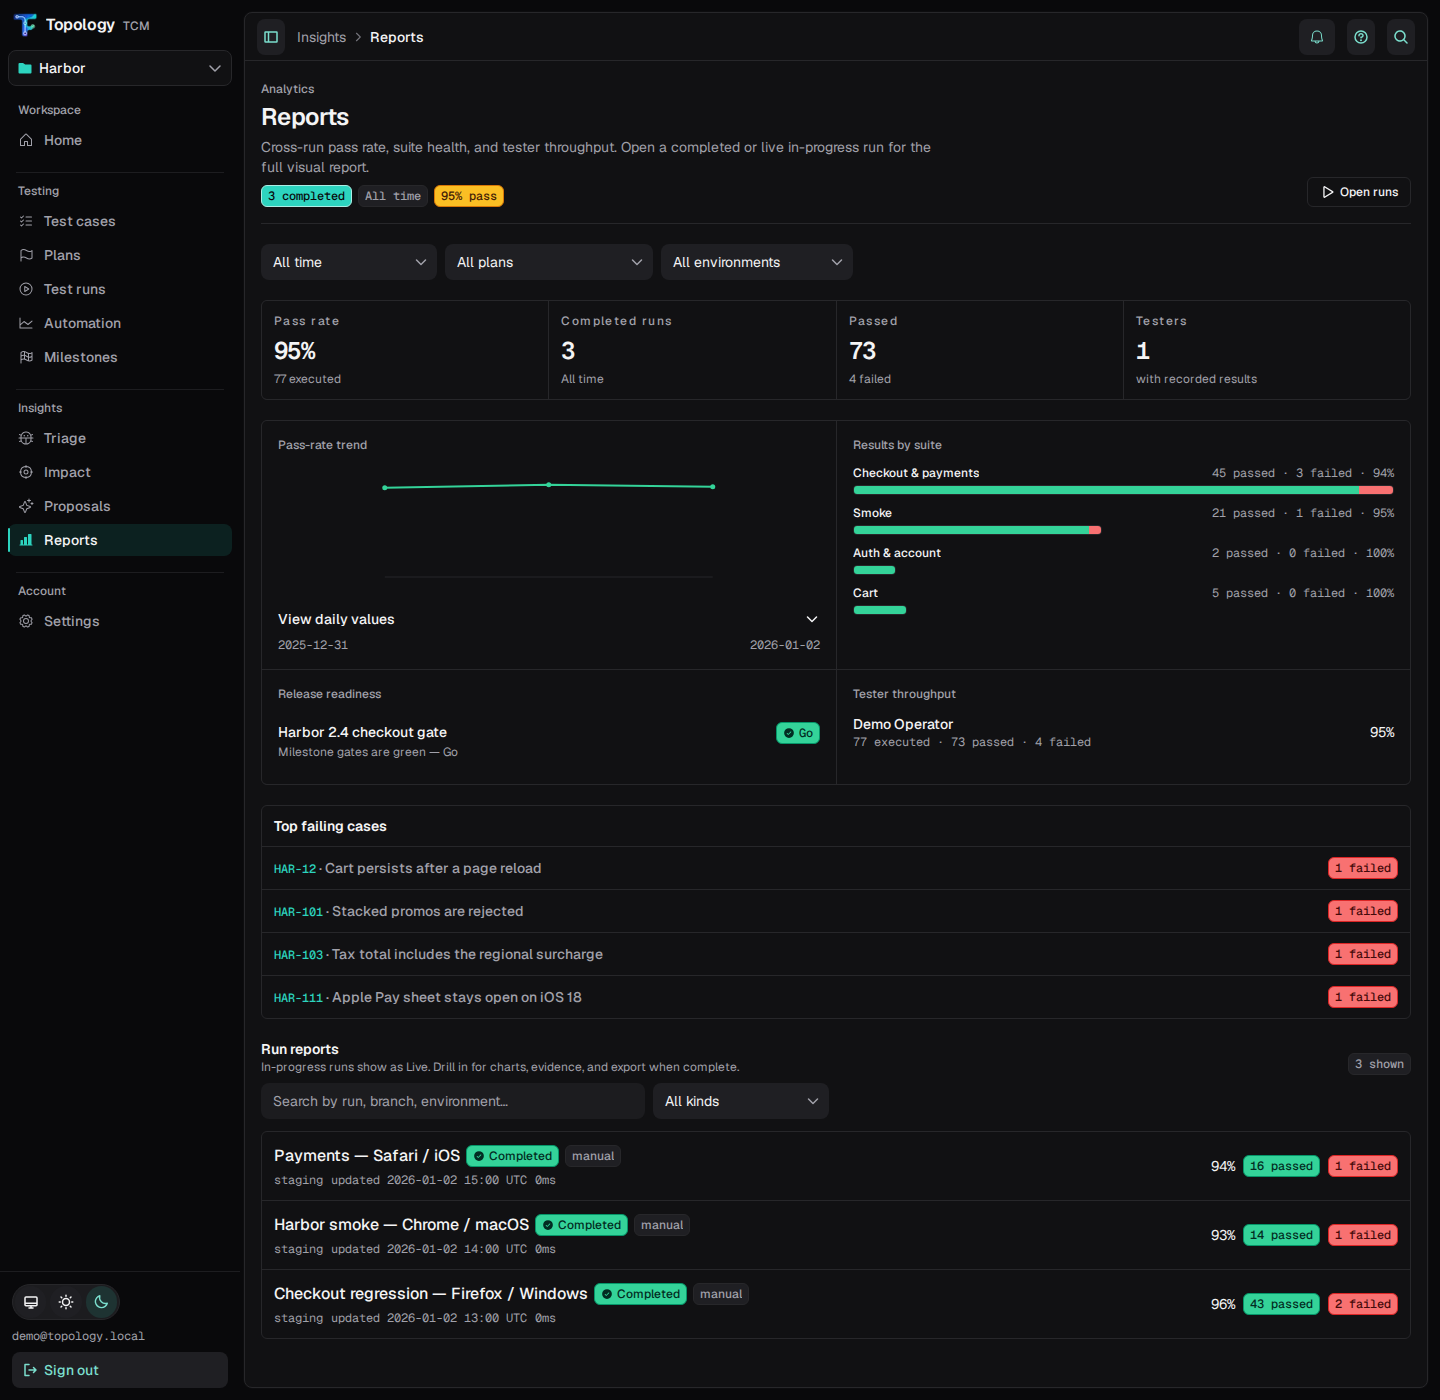 Topology TCM
Harbor
Workspace
Home
Testing
Test cases
Plans
Test runs
Automation
Milestones
Insights
Triage
Impact
Proposals
Reports
Account
Settings
demo@topology.local
Sign out
Insights > Reports
Analytics
Reports
Cross-run pass rate, suite health, and tester throughput. Open a completed or live in-progress run for the
full visual report.
3 completed All time 95% pass
Open runs
All time All plans All environments
Pass rate
95%
77 executed
Completed runs
3
All time
Passed
73
4 failed
Testers
1
with recorded results
Pass-rate trend
View daily values
2025-12-31 2026-01-02
Results by suite
Checkout & payments 45 passed · 3 failed · 94%
Smoke 21 passed · 1 failed · 95%
Auth & account 2 passed · 0 failed · 100%
Cart 5 passed · 0 failed · 100%
Release readiness
Harbor 2.4 checkout gate Go
Milestone gates are green — Go
Tester throughput
Demo Operator 95%
77 executed · 73 passed · 4 failed
Top failing cases
HAR-12 · Cart persists after a page reload 1 failed
HAR-101 · Stacked promos are rejected 1 failed
HAR-103 · Tax total includes the regional surcharge 1 failed
HAR-111 · Apple Pay sheet stays open on iOS 18 1 failed
Run reports
In-progress runs show as Live. Drill in for charts, evidence, and export when complete. 3 shown
Search by run, branch, environment… All kinds
Payments — Safari / iOS Completed manual 94% 16 passed 1 failed
staging updated 2026-01-02 15:00 UTC 0ms
Harbor smoke — Chrome / macOS Completed manual 93% 14 passed 1 failed
staging updated 2026-01-02 14:00 UTC 0ms
Checkout regression — Firefox / Windows Completed manual 96% 43 passed 2 failed
staging updated 2026-01-02 13:00 UTC 0ms